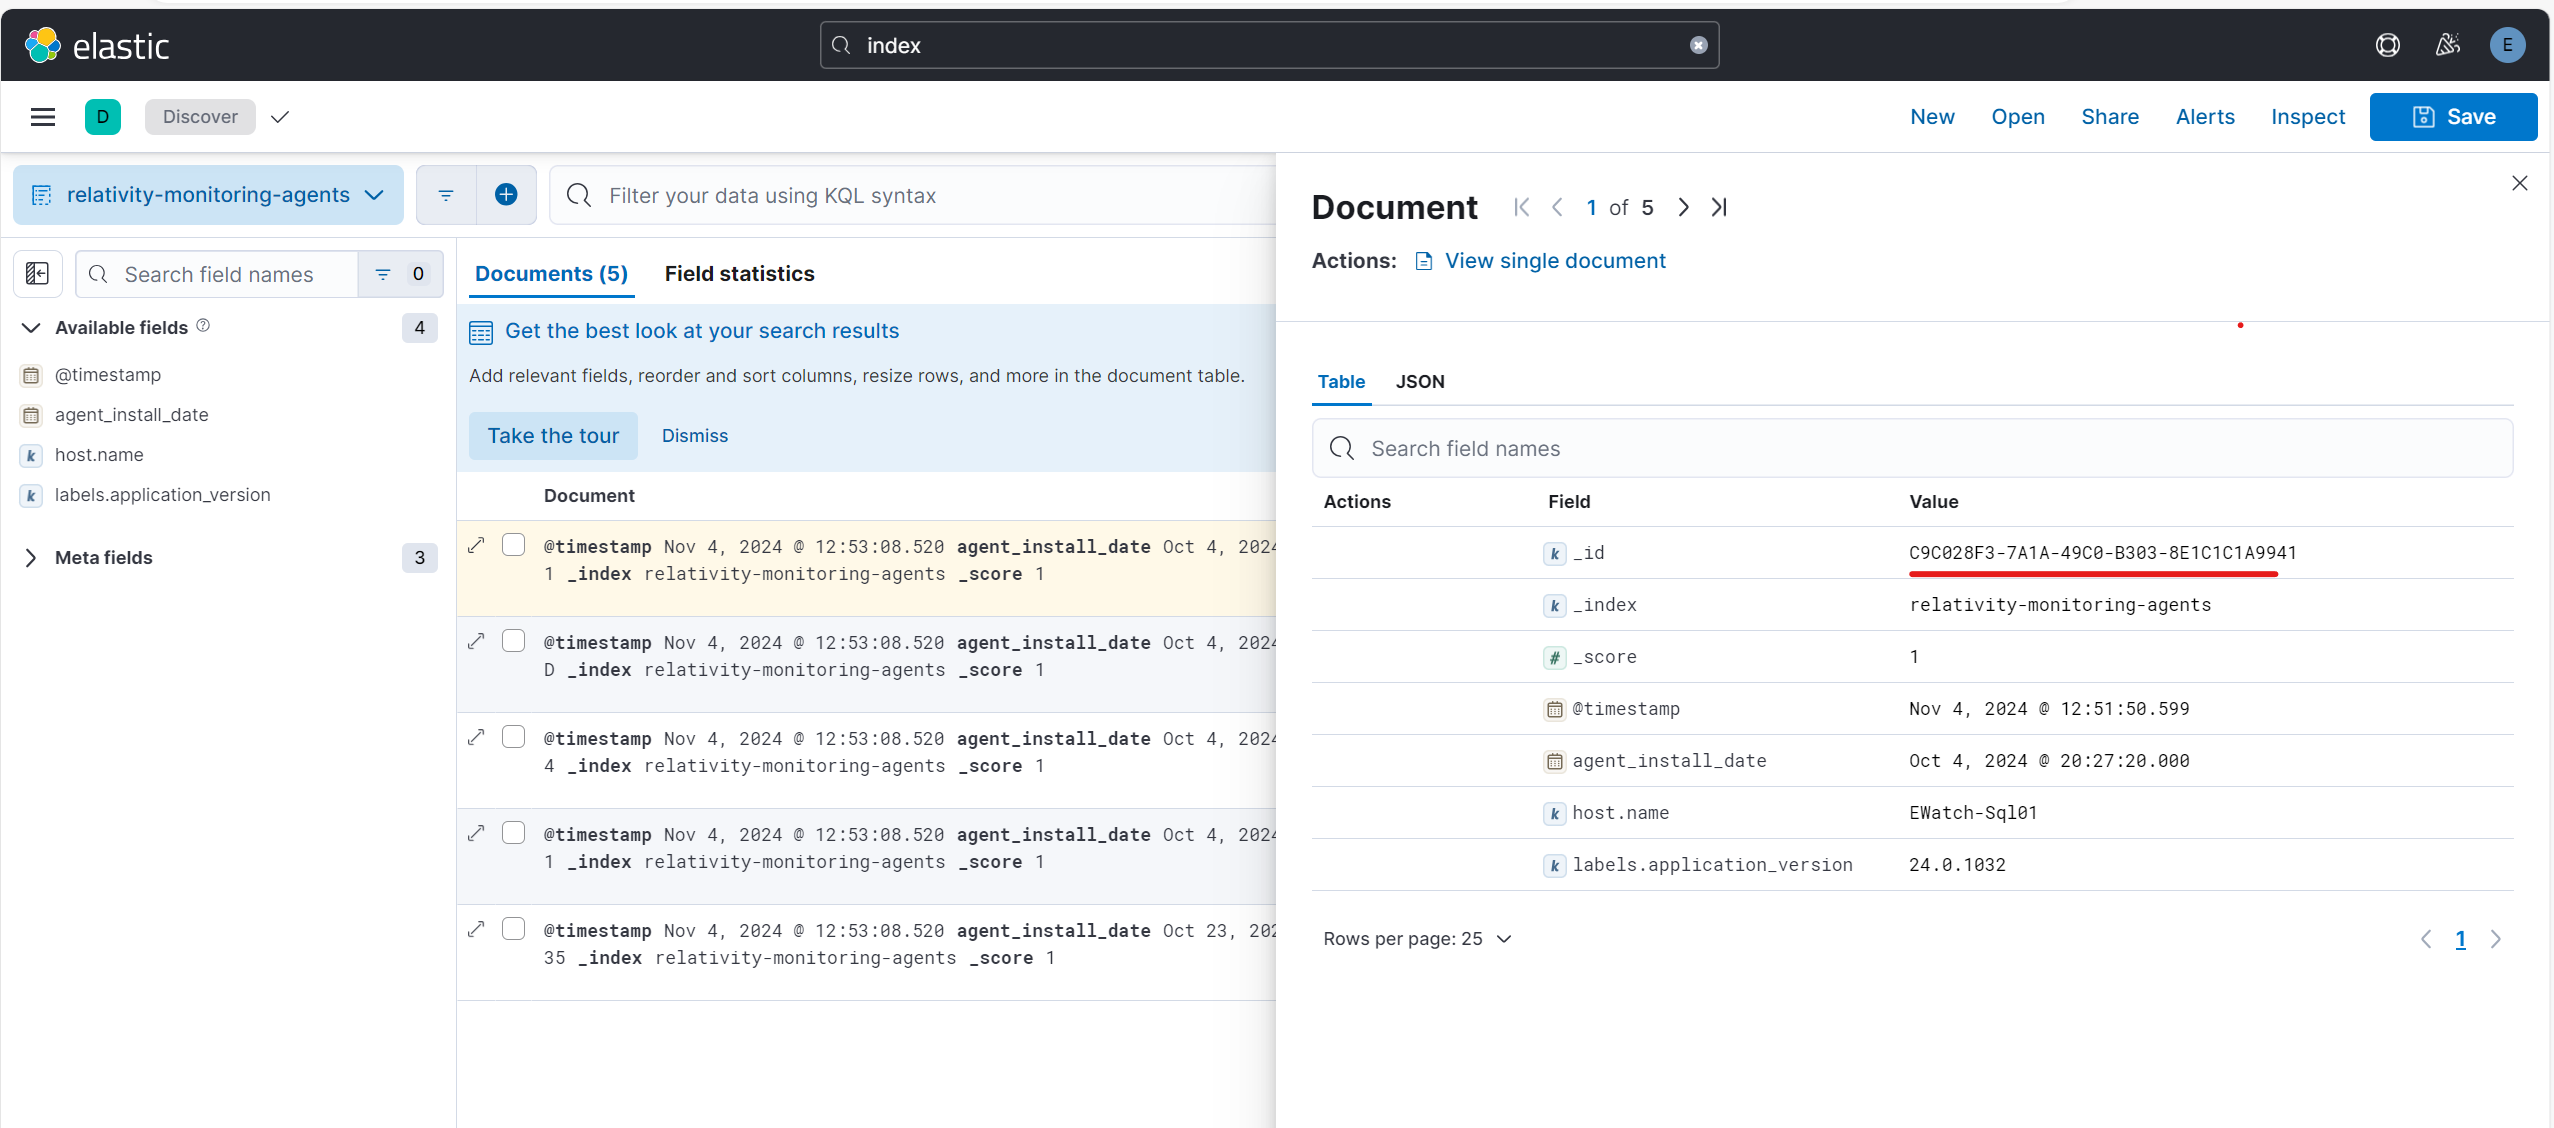 elastic
index
E
D
Discover
New
Open
Share
Alerts
Inspect
Save
relativity-monitoring-agents
Filter your data using KQL syntax
Search field names
0
Available fields
4
@timestamp
agent_install_date
k host.name
k labels.application_version
Meta fields
3
Documents (5)
Field statistics
Get the best look at your search results
Add relevant fields, reorder and sort columns, resize rows, and more in the document table.
Take the tour
Dismiss
Document
@timestamp Nov 4, 2024 @ 12:53:08.520 agent_install_date Oct 4, 2024
1 _index relativity-monitoring-agents _score 1
@timestamp Nov 4, 2024 @ 12:53:08.520 agent_install_date Oct 4, 2024
D _index relativity-monitoring-agents _score 1
@timestamp Nov 4, 2024 @ 12:53:08.520 agent_install_date Oct 4, 2024
4 _index relativity-monitoring-agents _score 1
@timestamp Nov 4, 2024 @ 12:53:08.520 agent_install_date Oct 4, 2024
1 _index relativity-monitoring-agents _score 1
@timestamp Nov 4, 2024 @ 12:53:08.520 agent_install_date Oct 23, 202
35 _index relativity-monitoring-agents _score 1
Document
1 of 5
Actions:
View single document
Table
JSON
Search field names
Actions Field Value
k _id C9C028F3-7A1A-49C0-B303-8E1C1C1A9941
k _index relativity-monitoring-agents
# _score 1
@timestamp Nov 4, 2024 @ 12:51:50.599
agent_install_date Oct 4, 2024 @ 20:27:20.000
k host.name EWatch-Sql01
k labels.application_version 24.0.1032
Rows per page: 25
1